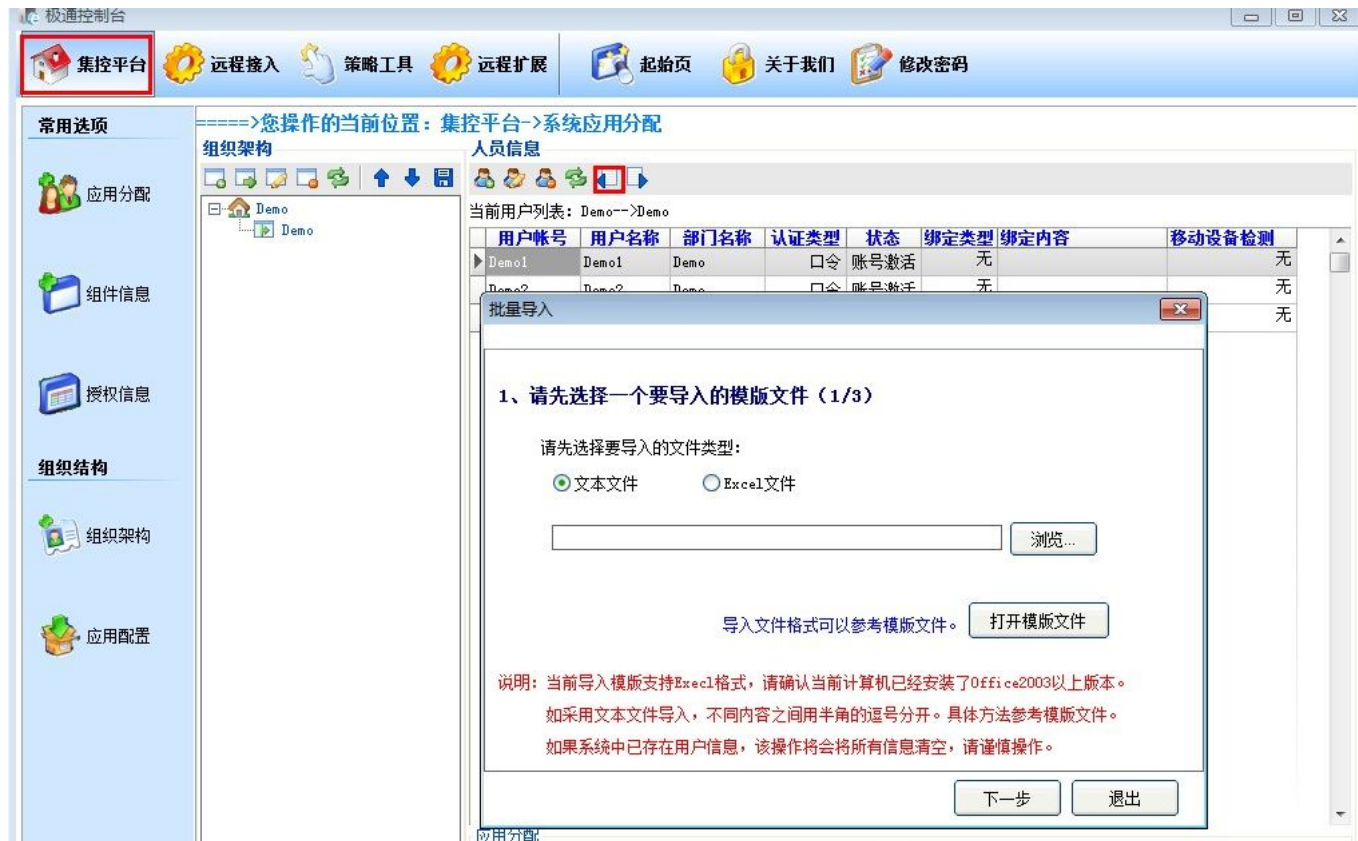 极通控制台
集控平台 远程接入 策略工具 远程扩展 起始页 关于我们 修改密码
常用选项
=====>您操作的当前位置：集控平台->系统应用分配
组织架构 人员信息
应用分配
当前用户列表：Demo-->Demo
Demo
Demo
用户帐号 用户名称 部门名称 认证类型 状态 绑定类型 绑定内容 移动设备检测
Demo1 Demo1 Demo 口令 账号激活 无 无
Demo2 Demo2 Demo 口令 账号激活 无 无
无
组件信息
授权信息
组织结构
组织架构
应用配置
批量导入
1、请先选择一个要导入的模版文件（1/3）
请先选择要导入的文件类型：
文本文件 Excel文件
浏览...
导入文件格式可以参考模版文件。 打开模版文件
说明：当前导入模版支持Execl格式，请确认当前计算机已经安装了Office2003以上版本。
如采用文本文件导入，不同内容之间用半角的逗号分开。具体方法参考模版文件。
如果系统中已存在用户信息，该操作将会将所有信息清空，请谨慎操作。
下一步 退出
应用分配